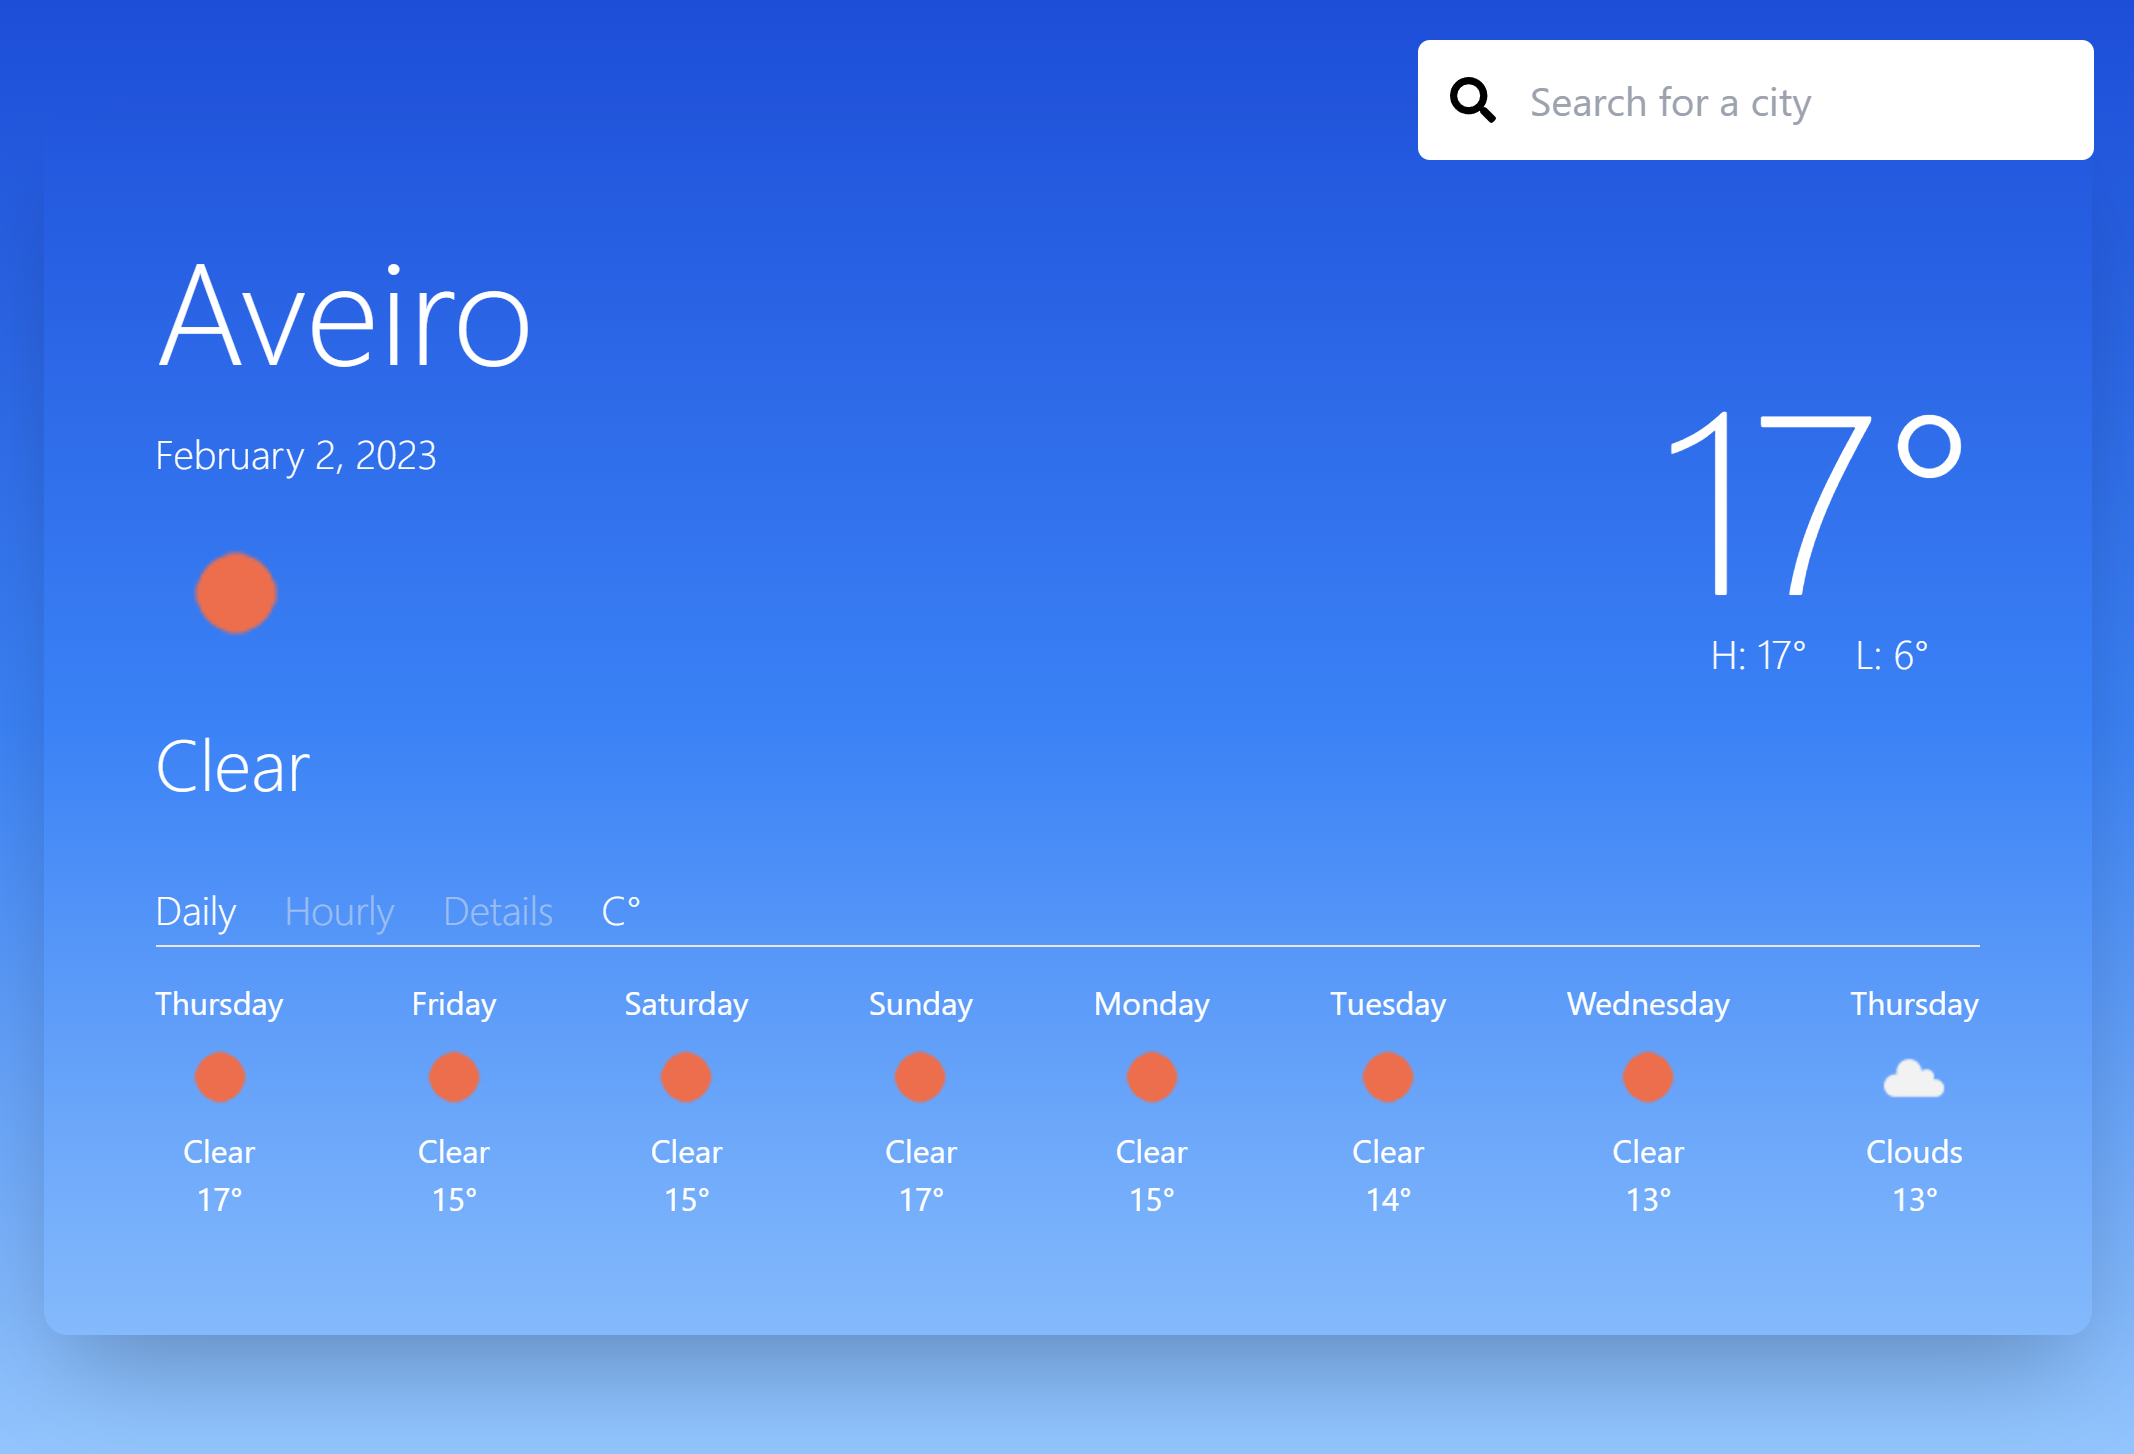 Search for a city
Aveiro
February 2, 2023
17°
H: 17° L: 6°
Clear
Daily Hourly Details C°
Thursday Friday Saturday Sunday Monday Tuesday Wednesday Thursday
Clear Clear Clear Clear Clear Clear Clear Clouds
17° 15° 15° 17° 15° 14° 13° 13°